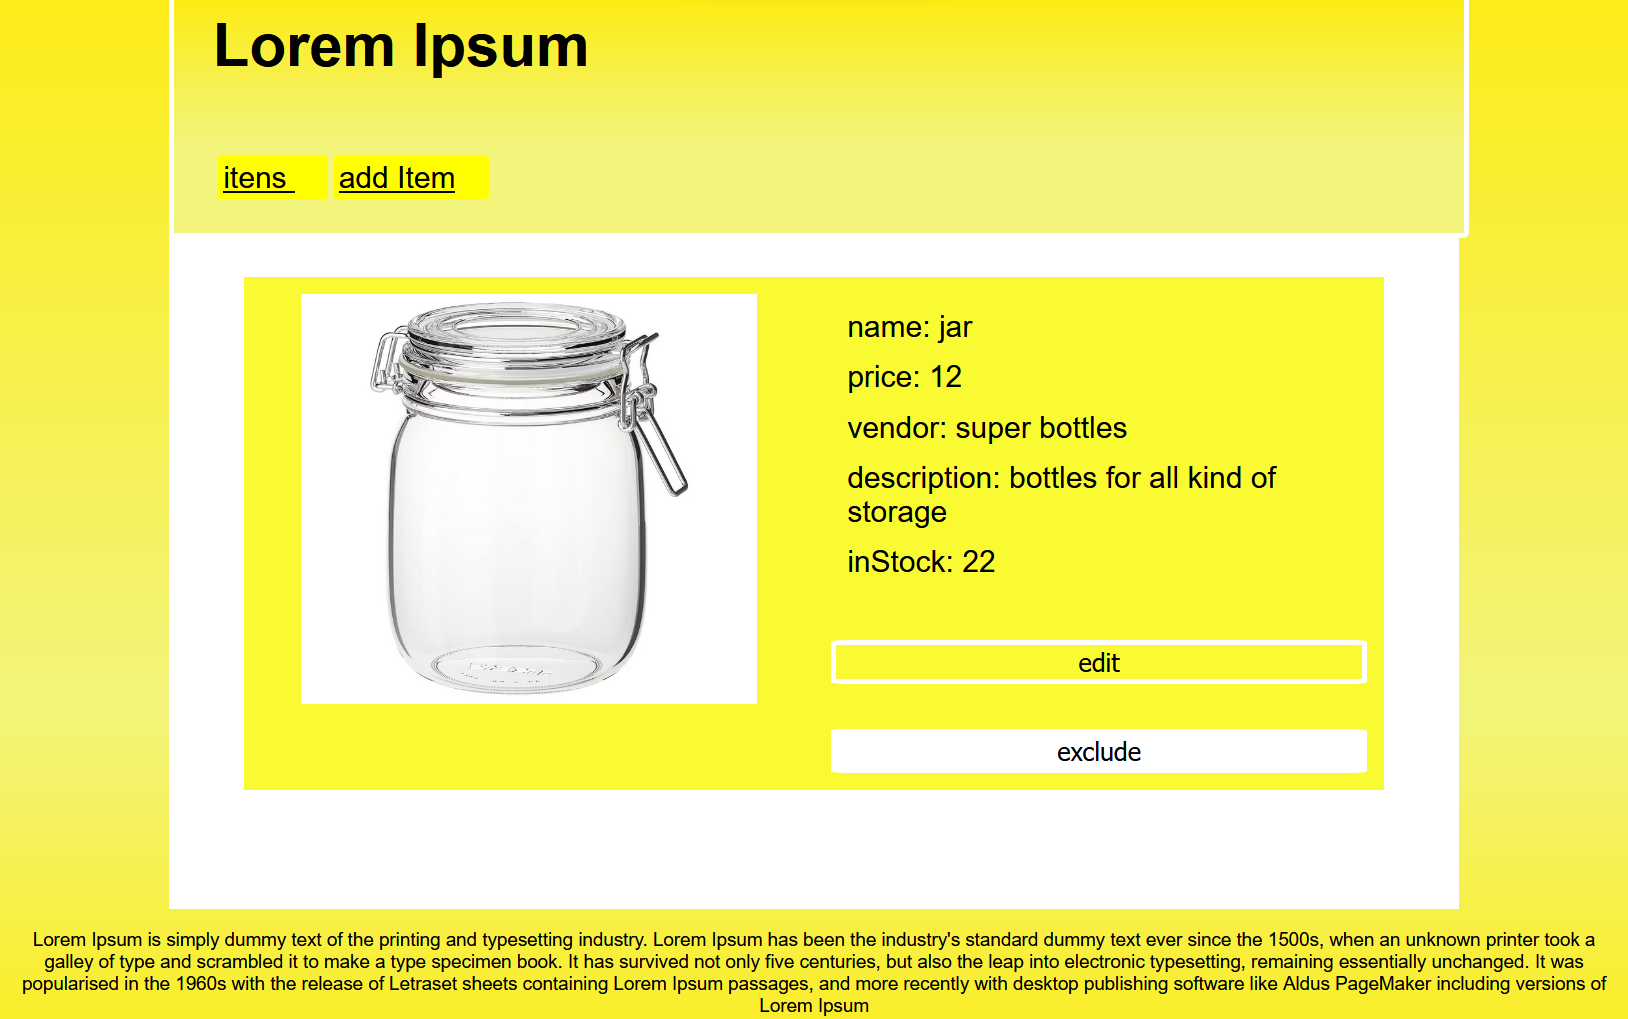 Lorem Ipsum
itens
add Item
name: jar
price: 12
vendor: super bottles
description: bottles for all kind of
storage
inStock: 22
edit
exclude
Lorem Ipsum is simply dummy text of the printing and typesetting industry. Lorem Ipsum has been the industry's standard dummy text ever since the 1500s, when an unknown printer took a
galley of type and scrambled it to make a type specimen book. It has survived not only five centuries, but also the leap into electronic typesetting, remaining essentially unchanged. It was
popularised in the 1960s with the release of Letraset sheets containing Lorem Ipsum passages, and more recently with desktop publishing software like Aldus PageMaker including versions of
Lorem Ipsum